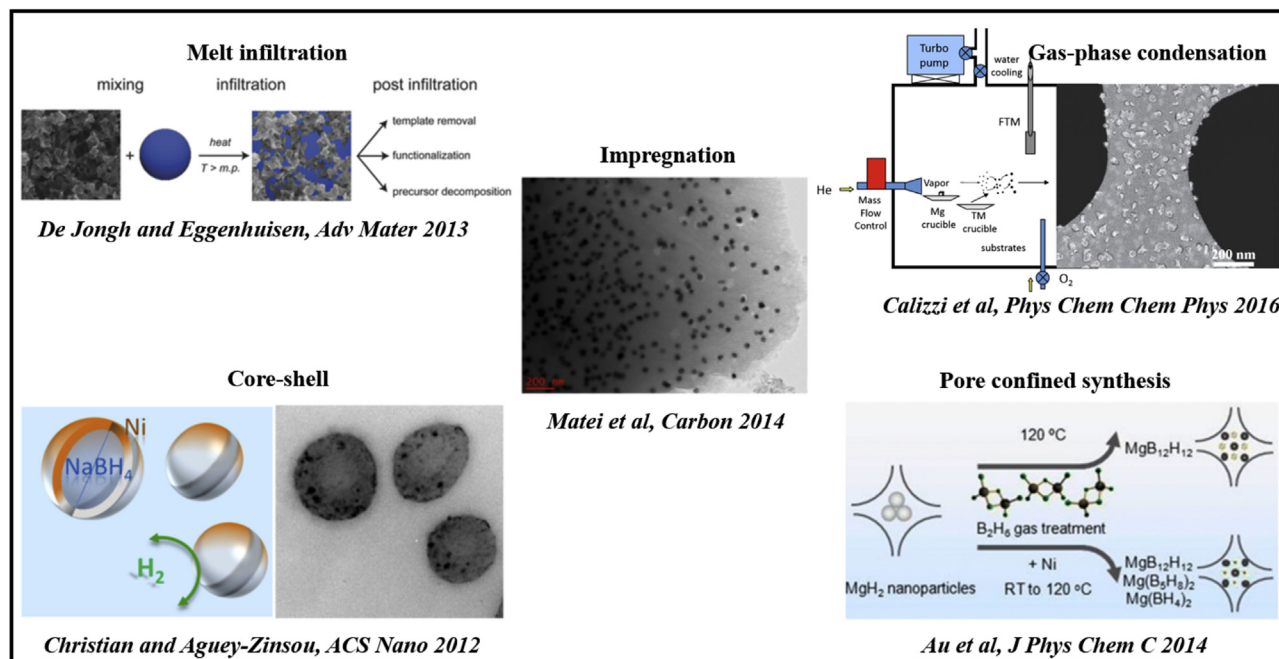 Melt infiltration
mixing infiltration post infiltration
+ heat
T > m.p.
template removal
functionalization
precursor decomposition
De Jongh and Eggenhuisen, Adv Mater 2013
Impregnation
200 nm
Matei et al, Carbon 2014
Gas-phase condensation
Turbo
pump
water
cooling
FTM
He
Mass
Flow
Control
Vapor
Mg
crucible
TM
crucible
substrates
O2
200 nm
Calizzi et al, Phys Chem Chem Phys 2016
Core-shell
Ni
NaBH4
H2
Christian and Aguey-Zinsou, ACS Nano 2012
Pore confined synthesis
120 ºC
MgB12H12
B2H6 gas treatment
+ Ni
RT to 120 ºC
MgH2 nanoparticles
MgB12H12
Mg(B5H8)2
Mg(BH4)2
Au et al, J Phys Chem C 2014